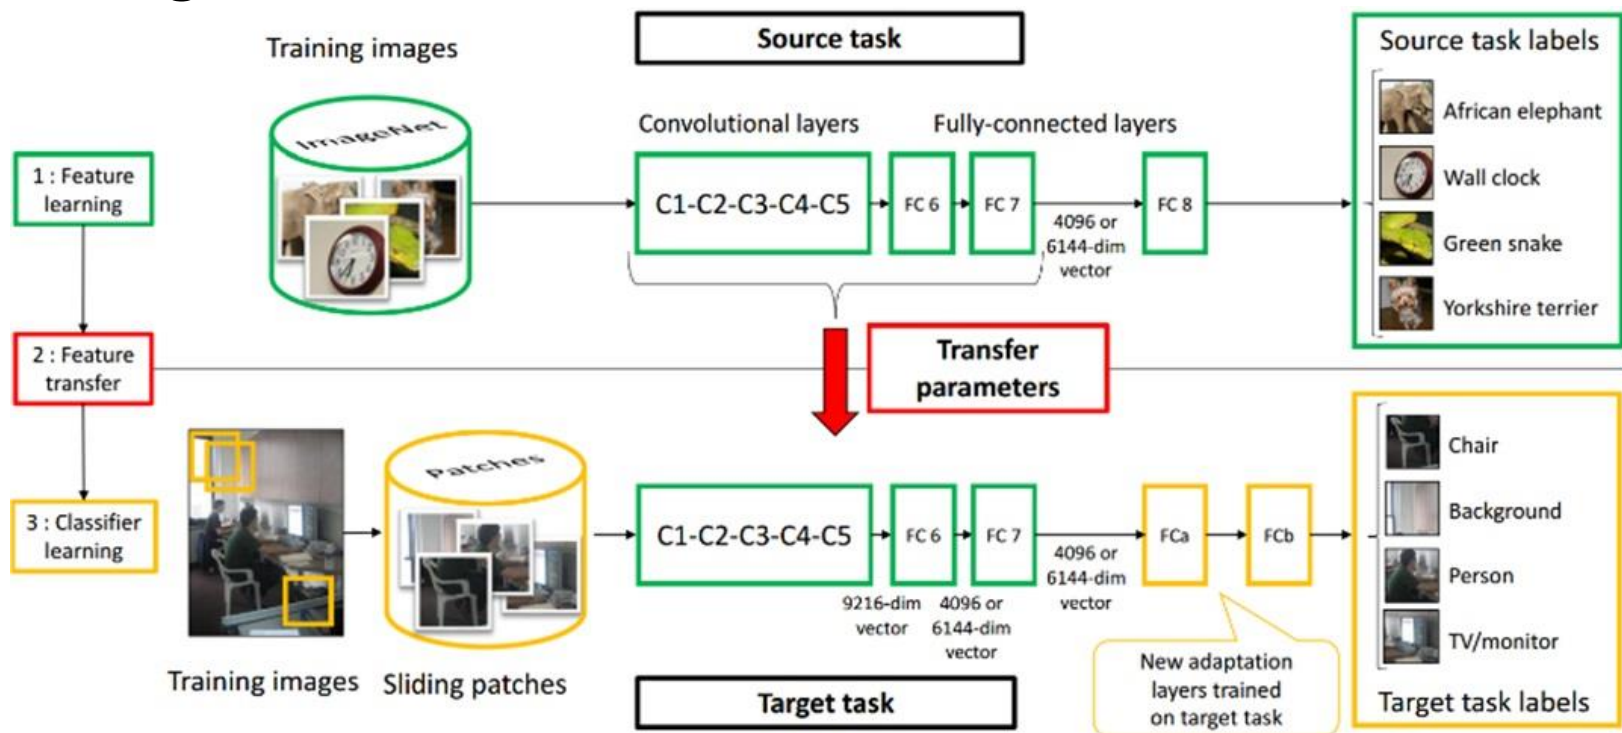 Source task
Training images
Source task labels
ImageNet
Convolutional layers
Fully-connected layers
African elephant
1 : Feature
learning
Wall clock
C1-C2-C3-C4-C5
FC 6
FC 7
FC 8
4096 or
6144-dim
vector
Green snake
Yorkshire terrier
2 : Feature
transfer
Transfer
parameters
Chair
Patches
3 : Classifier
learning
Background
C1-C2-C3-C4-C5
FC 6
FC 7
FCa
FCb
4096 or
6144-dim
vector
Person
9216-dim
vector
4096 or
6144-dim
vector
TV/monitor
New adaptation
layers trained
on target task
Training images
Sliding patches
Target task
Target task labels